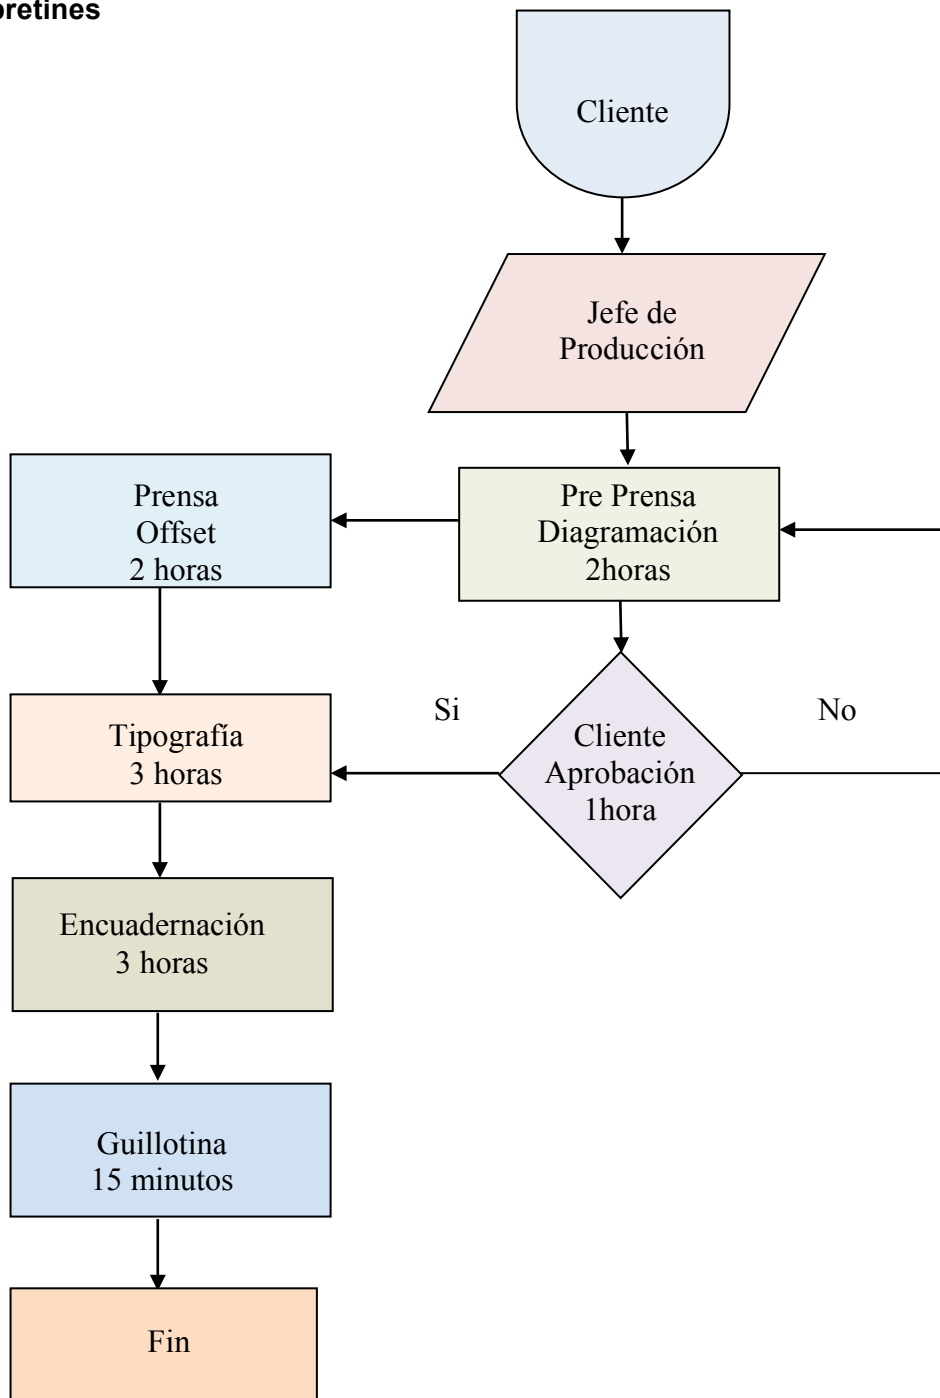 Cliente
Jefe de
Producción
Pre Prensa
Diagramación
2horas
Prensa
Offset
2 horas
Si
No
Cliente
Aprobación
1hora
Tipografía
3 horas
Encuadernación
3 horas
Guillotina
15 minutos
Fin